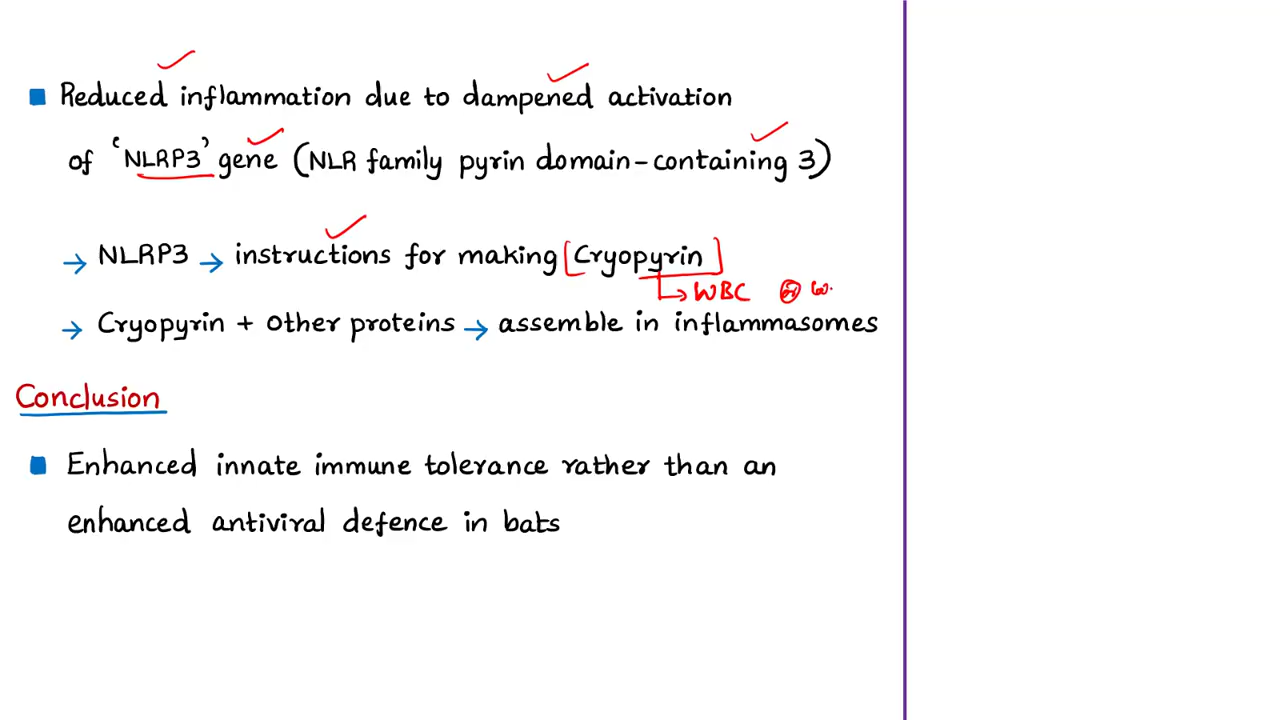 ■ Reduced inflammation due to dampened activation
of 'NLRP3' gene (NLR family pyrin domain-containing 3)
→ NLRP3 → instructions for making [Cryopyrin]
→ WBC
→ Cryopyrin + Other proteins → assemble in inflammasomes
Conclusion
■ Enhanced innate immune tolerance rather than an
enhanced antiviral defence in bats